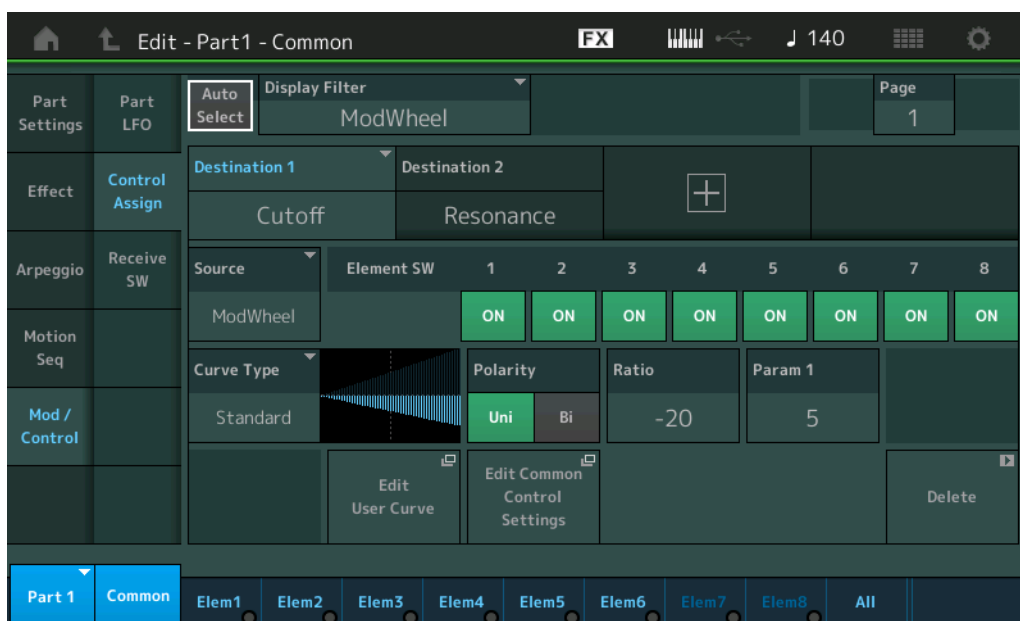 Edit - Part1 - Common
FX
140
Part
Settings
Part
LFO
Auto
Select
Display Filter
ModWheel
Page
1
Effect
Control
Assign
Destination 1
Cutoff
Destination 2
Resonance
Arpeggio
Receive
SW
Source
ModWheel
Element SW 1 2 3 4 5 6 7 8
ON ON ON ON ON ON ON ON
Motion
Seq
Curve Type
Standard
Polarity
Uni Bi
Ratio
-20
Param 1
5
Mod /
Control
Edit
User Curve
Edit Common
Control
Settings
Delete
Part 1 Common Elem1 Elem2 Elem3 Elem4 Elem5 Elem6 Elem7 Elem8 All